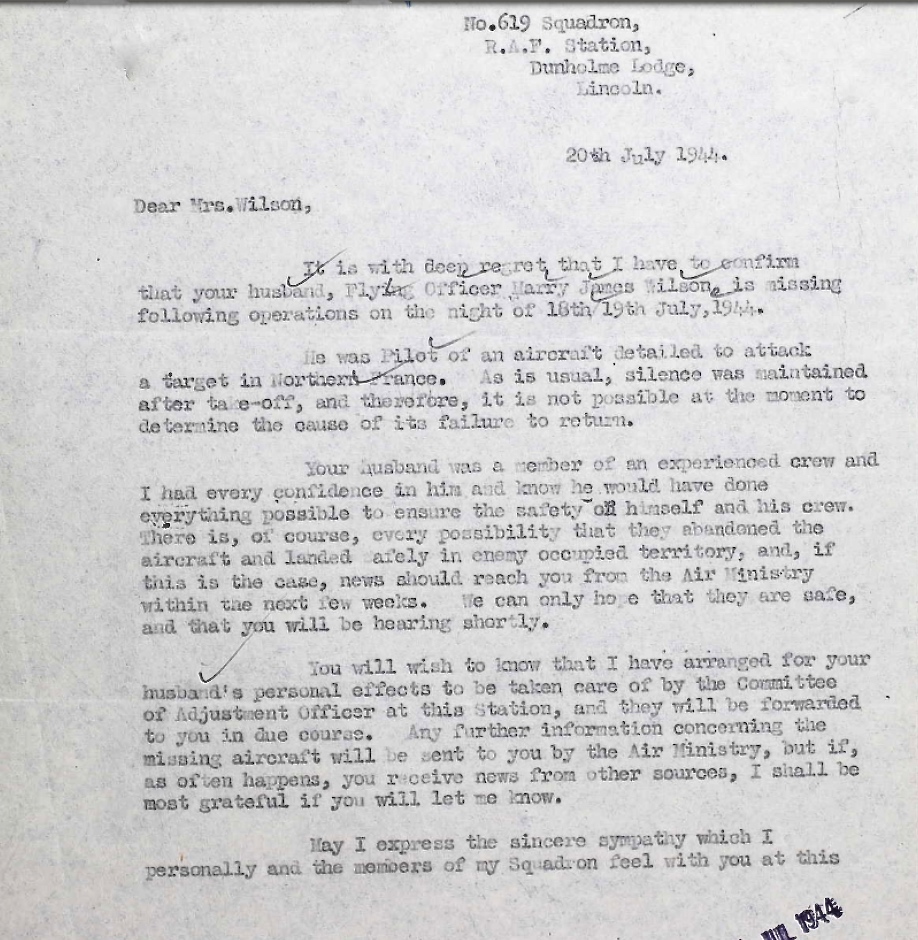 No.619 Squadron,
R.A.F. Station,
Dunholme Lodge,
Lincoln.
20th July 1944.
Dear Mrs.Wilson,
It is with deep regret that I have to confirm
that your husband, Flying Officer Harry James Wilson, is missing
following operations on the night of 18th/19th July,1944.
He was Pilot of an aircraft detailed to attack
a target in Northern France. As is usual, silence was maintained
after take-off, and therefore, it is not possible at the moment to
determine the cause of its failure to return.
Your husband was a member of an experienced crew and
I had every confidence in him and know he would have done
everything possible to ensure the safety of himself and his crew.
There is, of course, every possibility that they abandoned the
aircraft and landed safely in enemy occupied territory, and, if
this is the case, news should reach you from the Air Ministry
within the next few weeks. We can only hope that they are safe,
and that you will be hearing shortly.
You will wish to know that I have arranged for your
husband's personal effects to be taken care of by the Committee
of Adjustment Officer at this Station, and they will be forwarded
to you in due course. Any further information concerning the
missing aircraft will be sent to you by the Air Ministry, but if,
as often happens, you receive news from other sources, I shall be
most grateful if you will let me know.
May I express the sincere sympathy which I
personally and the members of my Squadron feel with you at this
JUL 1944